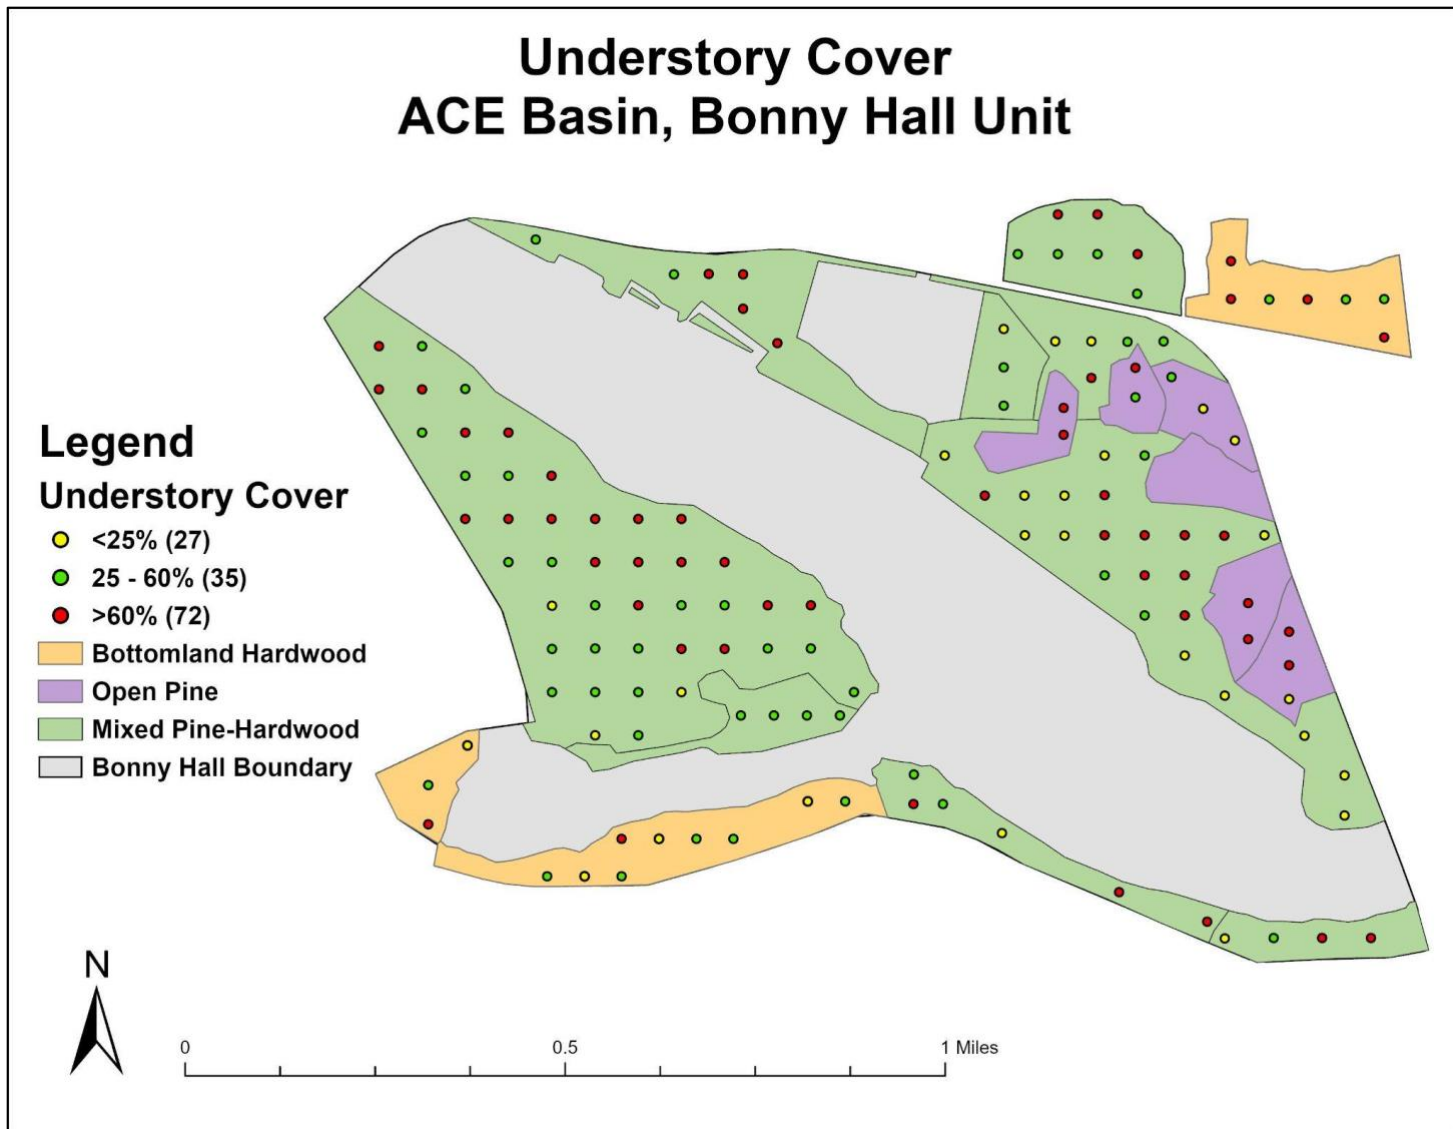 Understory Cover
ACE Basin, Bonny Hall Unit
Legend
Understory Cover
<25% (27)
25 - 60% (35)
>60% (72)
Bottomland Hardwood
Open Pine
Mixed Pine-Hardwood
Bonny Hall Boundary
N
0 0.5 1 Miles